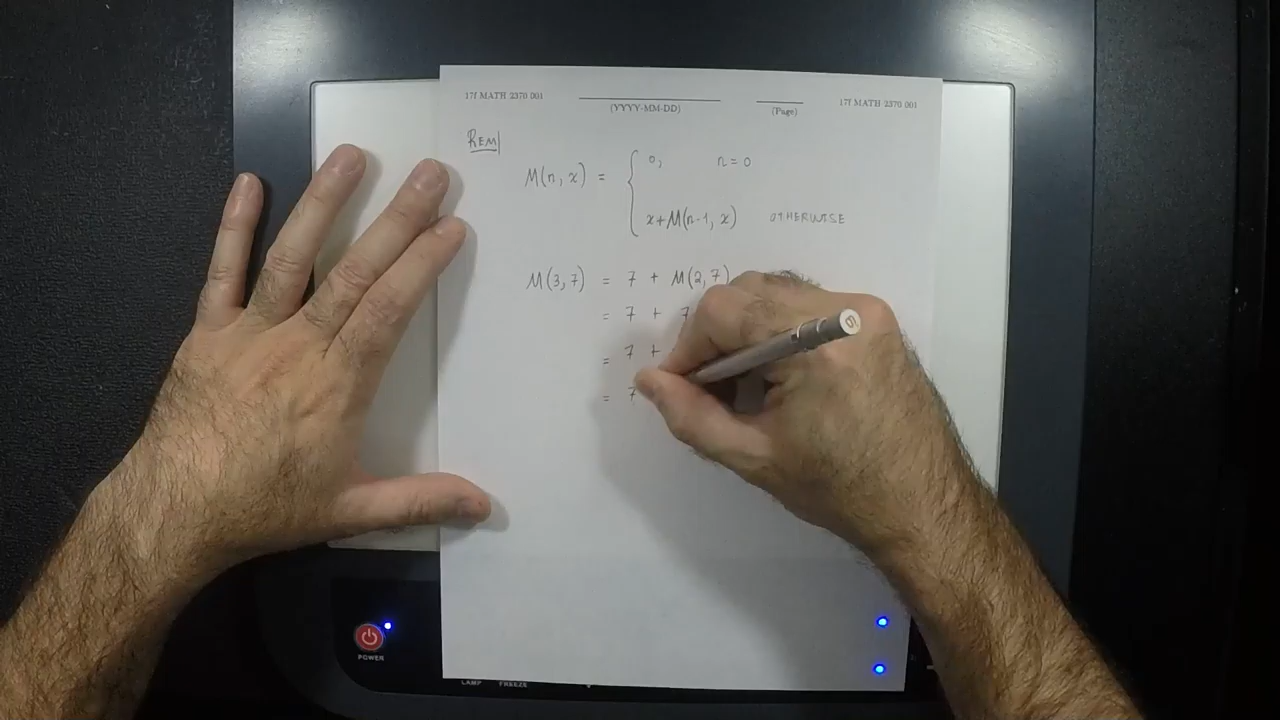 17f MATH 2370 001 (YYYY-MM-DD) (Page) 17f MATH 2370 001
REM
M(n, x) = { 0, n = 0
x+M(n-1, x) OTHERWISE
M(3,7) = 7 + M(2,7)
= 7 + 7
= 7 +
= 7
POWER
LAMP FREEZE